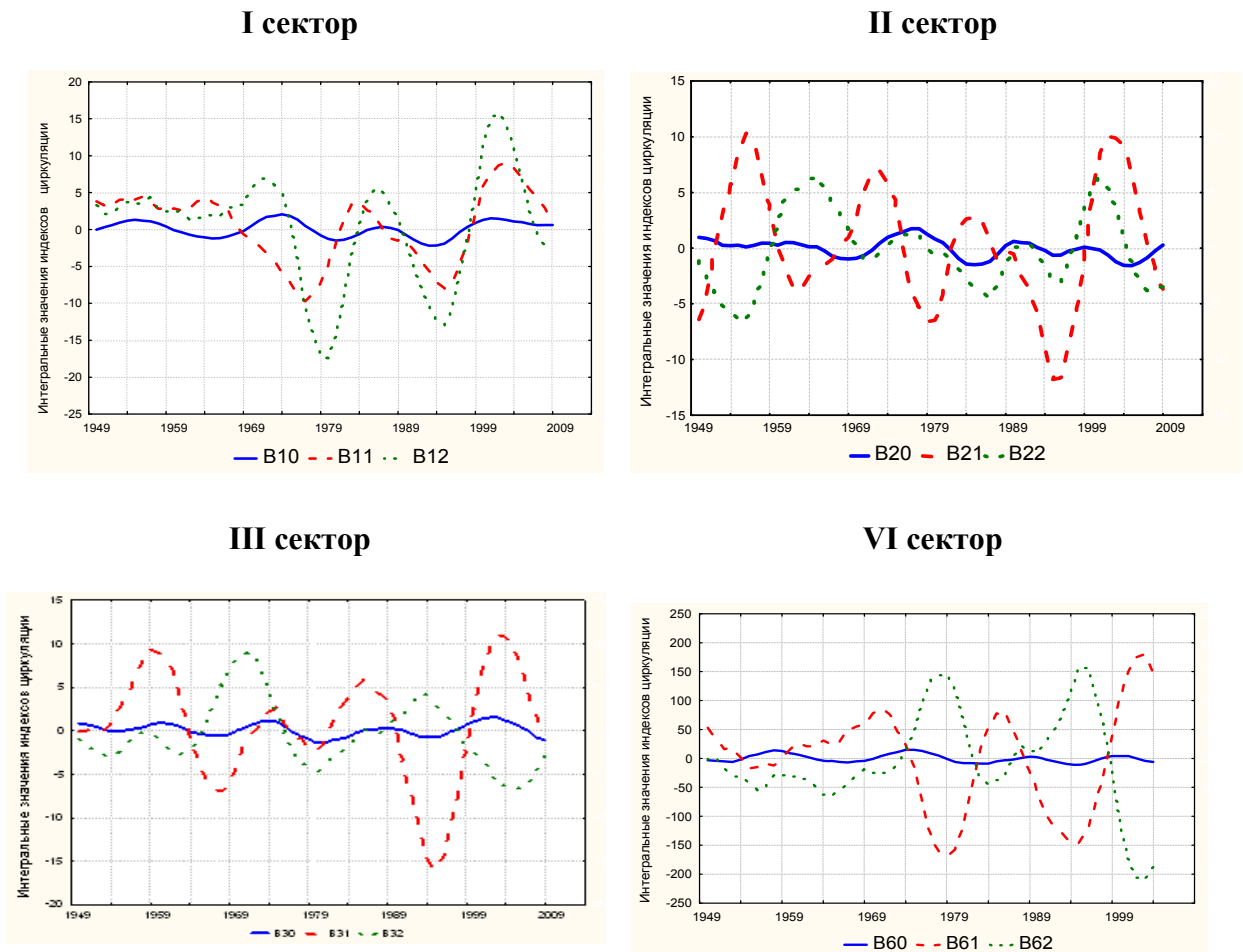 I сектор
II сектор
Интегральные значения индексов циркуляции
20
15
10
5
0
-5
-10
-15
-20
-25
1949 1959 1969 1979 1989 1999 2009
B10 B11 B12
Интегральные значения индексов циркуляции
15
10
5
0
-5
-10
-15
1949 1959 1969 1979 1989 1999 2009
B20 B21 B22
III сектор
VI сектор
Интегральные значения индексов циркуляции
15
10
5
0
-5
-10
-15
-20
1949 1959 1969 1979 1989 1999 2009
B30 B31 B32
Интегральные значения индексов циркуляции
250
200
150
100
50
0
-50
-100
-150
-200
-250
1949 1959 1969 1979 1989 1999
B60 B61 B62